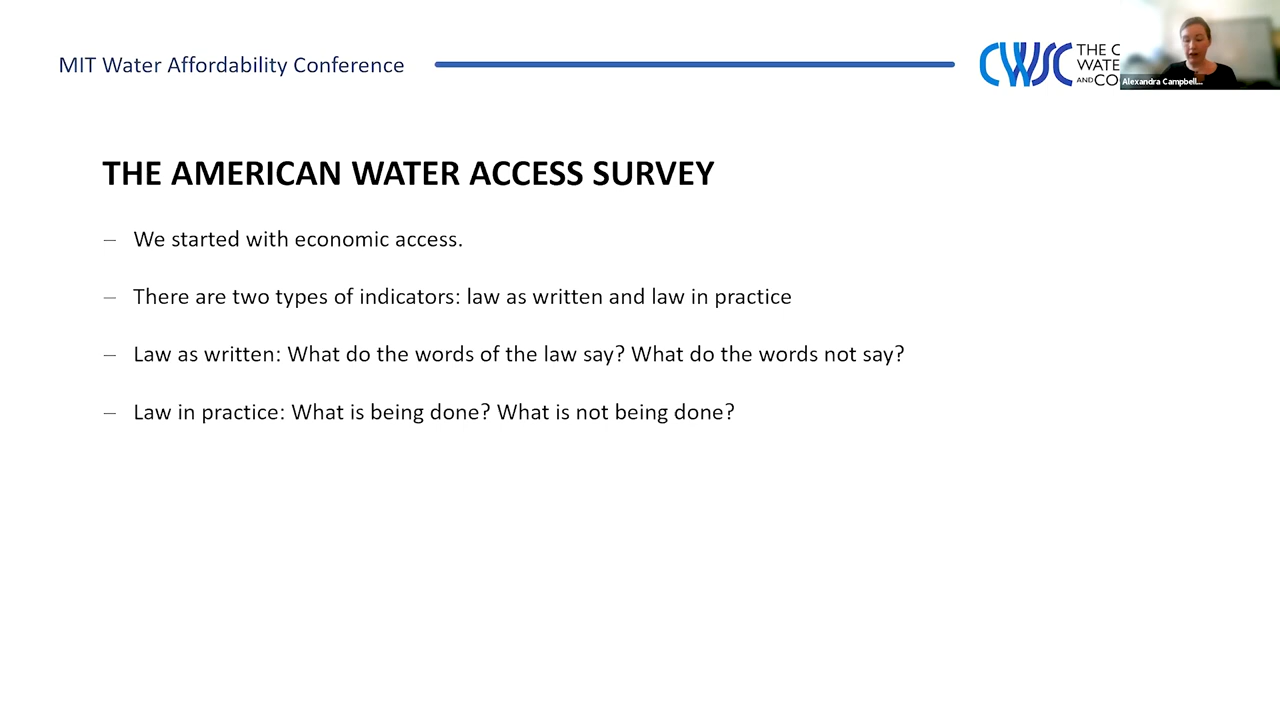 MIT Water Affordability Conference
CWSC
THE C
WATE
AND CO
Alexandra Campbell...
THE AMERICAN WATER ACCESS SURVEY
– We started with economic access.
– There are two types of indicators: law as written and law in practice
– Law as written: What do the words of the law say? What do the words not say?
– Law in practice: What is being done? What is not being done?